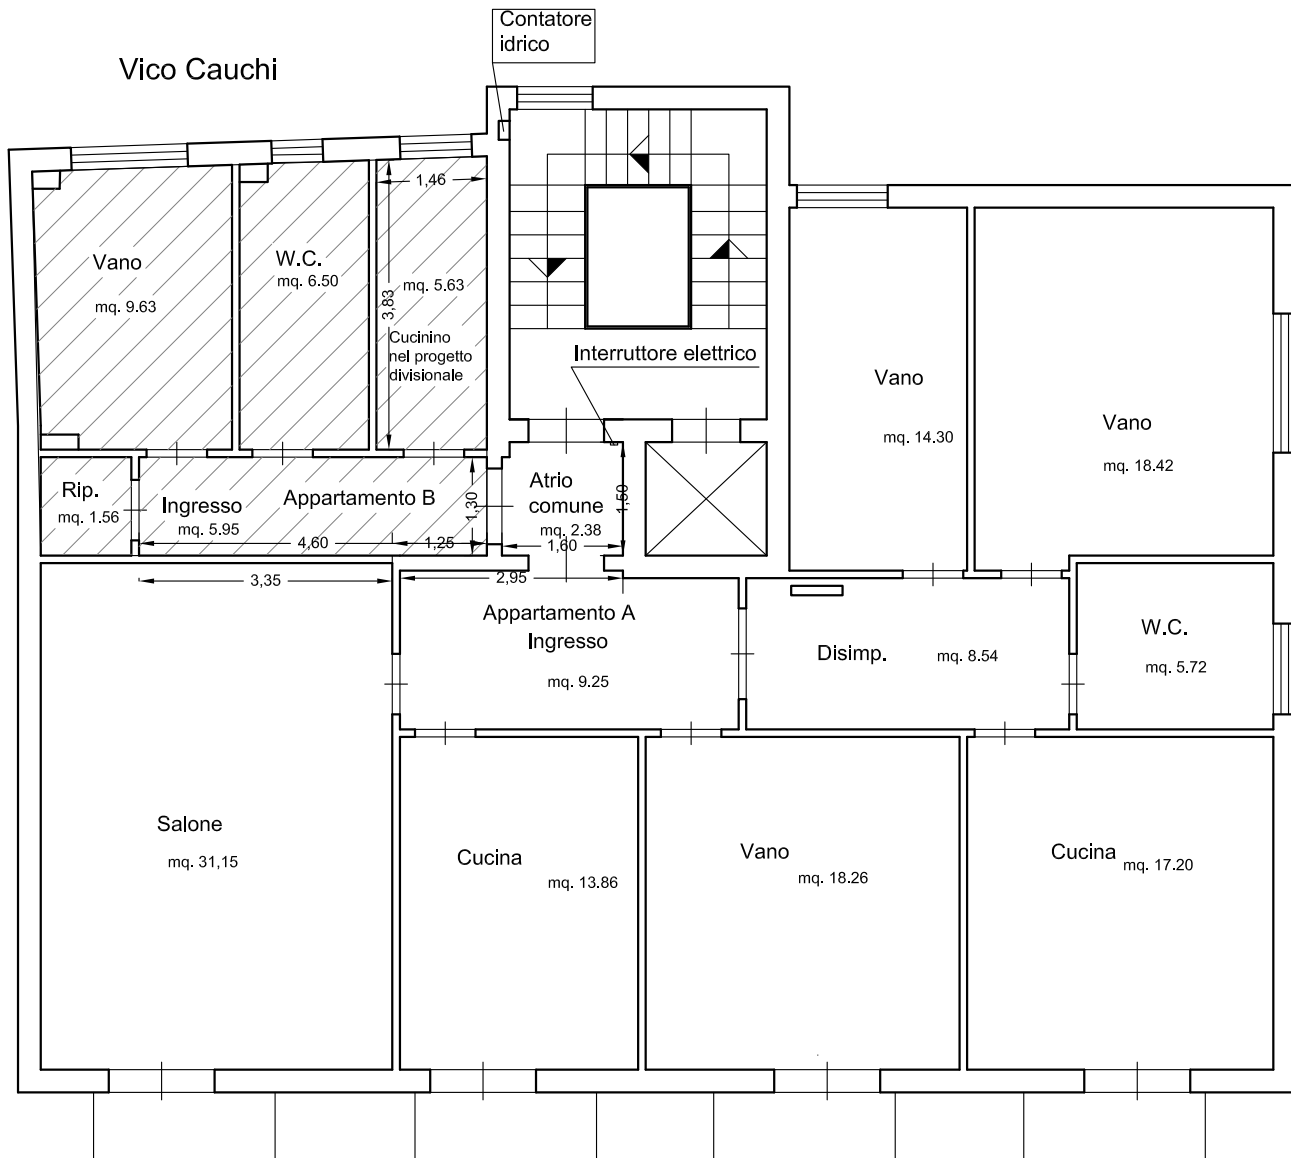 Contatore
idrico
Vico Cauchi
1,46
Vano
mq. 9.63
W.C.
mq. 6.50
mq. 5.63
3,83
Cucinino
nel progetto
divisionale
Interruttore elettrico
Vano
mq. 14.30
Vano
mq. 18.42
Rip.
mq. 1.56
Ingresso
mq. 5.95
Appartamento B
1,30
4,60
1,25
Atrio
comune
mq. 2.38
1,50
1,60
3,35
2,95
Appartamento A
Ingresso
mq. 9.25
Disimp.
mq. 8.54
W.C.
mq. 5.72
Salone
mq. 31,15
Cucina
mq. 13.86
Vano
mq. 18.26
Cucina
mq. 17.20